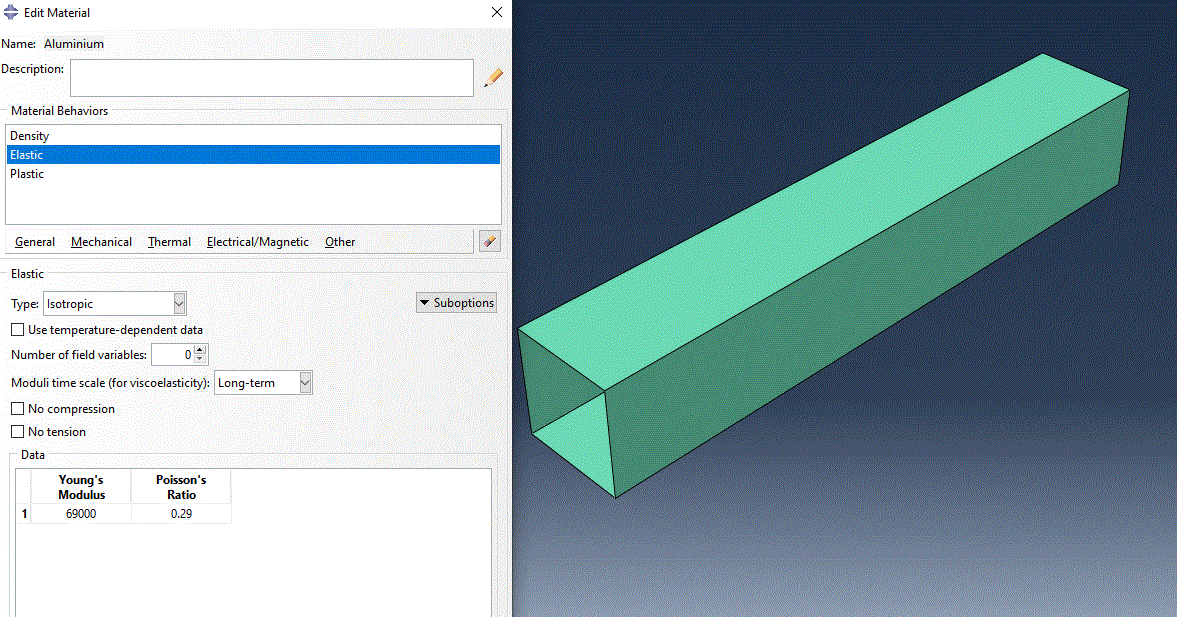 Edit Material
Name: Aluminium
Description:
Material Behaviors
Density
Elastic
Plastic
General Mechanical Thermal Electrical/Magnetic Other
Elastic
Type: Isotropic Suboptions
Use temperature-dependent data
Number of field variables: 0
Moduli time scale (for viscoelasticity): Long-term
No compression
No tension
Data
Young's Poisson's
Modulus Ratio
1 69000 0.29